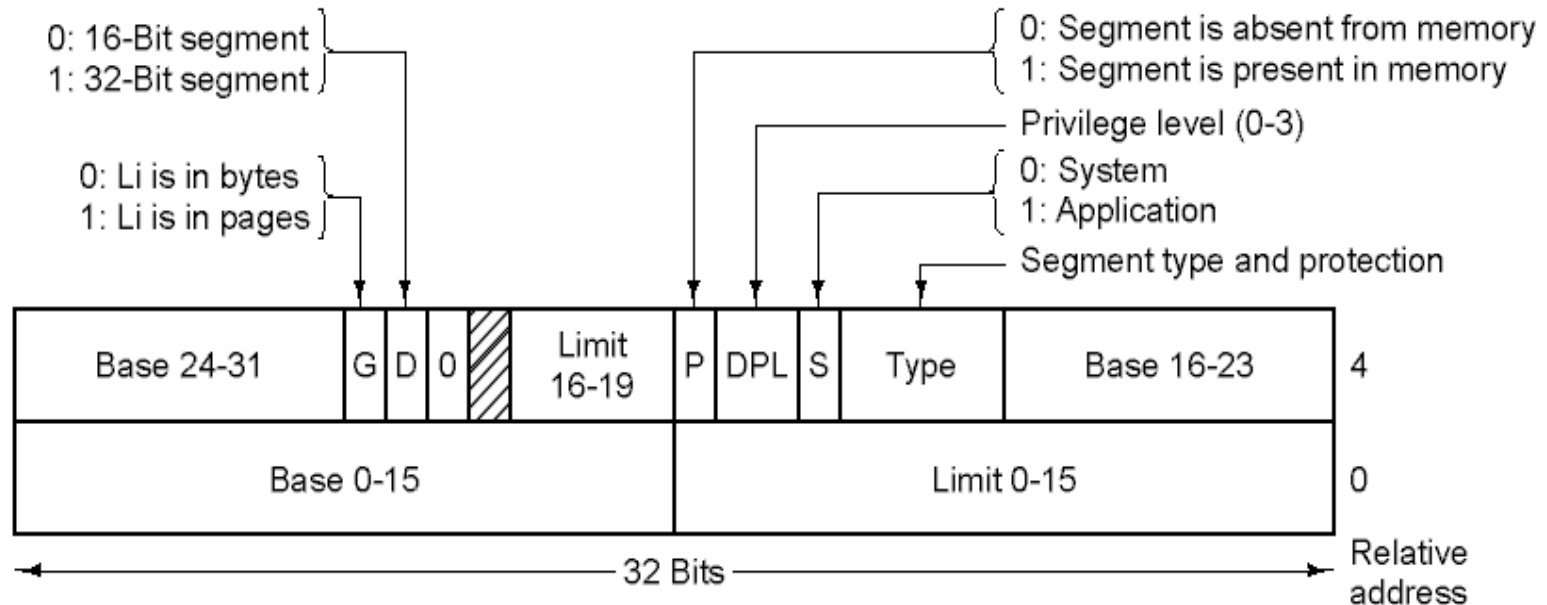 0: 16-Bit segment
1: 32-Bit segment
0: Segment is absent from memory
1: Segment is present in memory
Privilege level (0-3)
0: Li is in bytes
1: Li is in pages
0: System
1: Application
Segment type and protection
Base 24-31 G D 0 Limit 16-19 P DPL S Type Base 16-23 4
Base 0-15 Limit 0-15 0
32 Bits
Relative
address